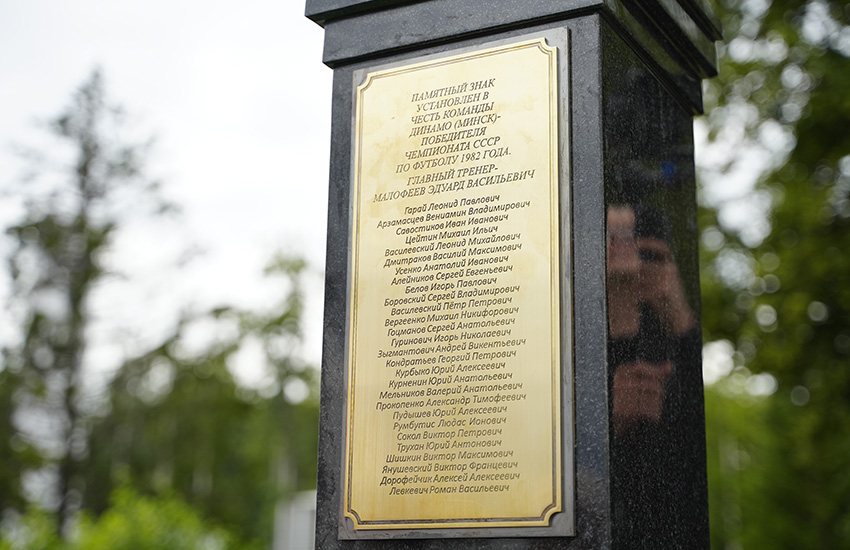 ПАМЯТНЫЙ ЗНАК
УСТАНОВЛЕН В
ЧЕСТЬ КОМАНДЫ
ДИНАМО (МИНСК)-
ПОБЕДИТЕЛЯ
ЧЕМПИОНАТА СССР
ПО ФУТБОЛУ 1982 ГОДА.
ГЛАВНЫЙ ТРЕНЕР-
МАЛОФЕЕВ ЭДУАРД ВАСИЛЬЕВИЧ
Гарай Леонид Павлович
Арзамасцев Вениамин Владимирович
Савостиков Иван Иванович
Цейтин Михаил Ильич
Василевский Леонид Михайлович
Дмитраков Василий Максимович
Усенко Анатолий Иванович
Алейников Сергей Евгеньевич
Белов Игорь Павлович
Боровский Сергей Владимирович
Василевский Пётр Петрович
Вергеенко Михаил Никифорович
Гоцманов Сергей Анатольевич
Гуринович Игорь Николаевич
Зыгмантович Андрей Викентьевич
Кондратьев Георгий Петрович
Курбыко Юрий Алексеевич
Курненин Юрий Анатольевич
Мельников Валерий Анатольевич
Прокопенко Александр Тимофеевич
Пудышев Юрий Алексеевич
Румбутис Людас Ионович
Сокол Виктор Петрович
Трухан Юрий Антонович
Шишкин Виктор Максимович
Янушевский Виктор Францевич
Дорофейчик Алексей Алексеевич
Левкевич Роман Васильевич